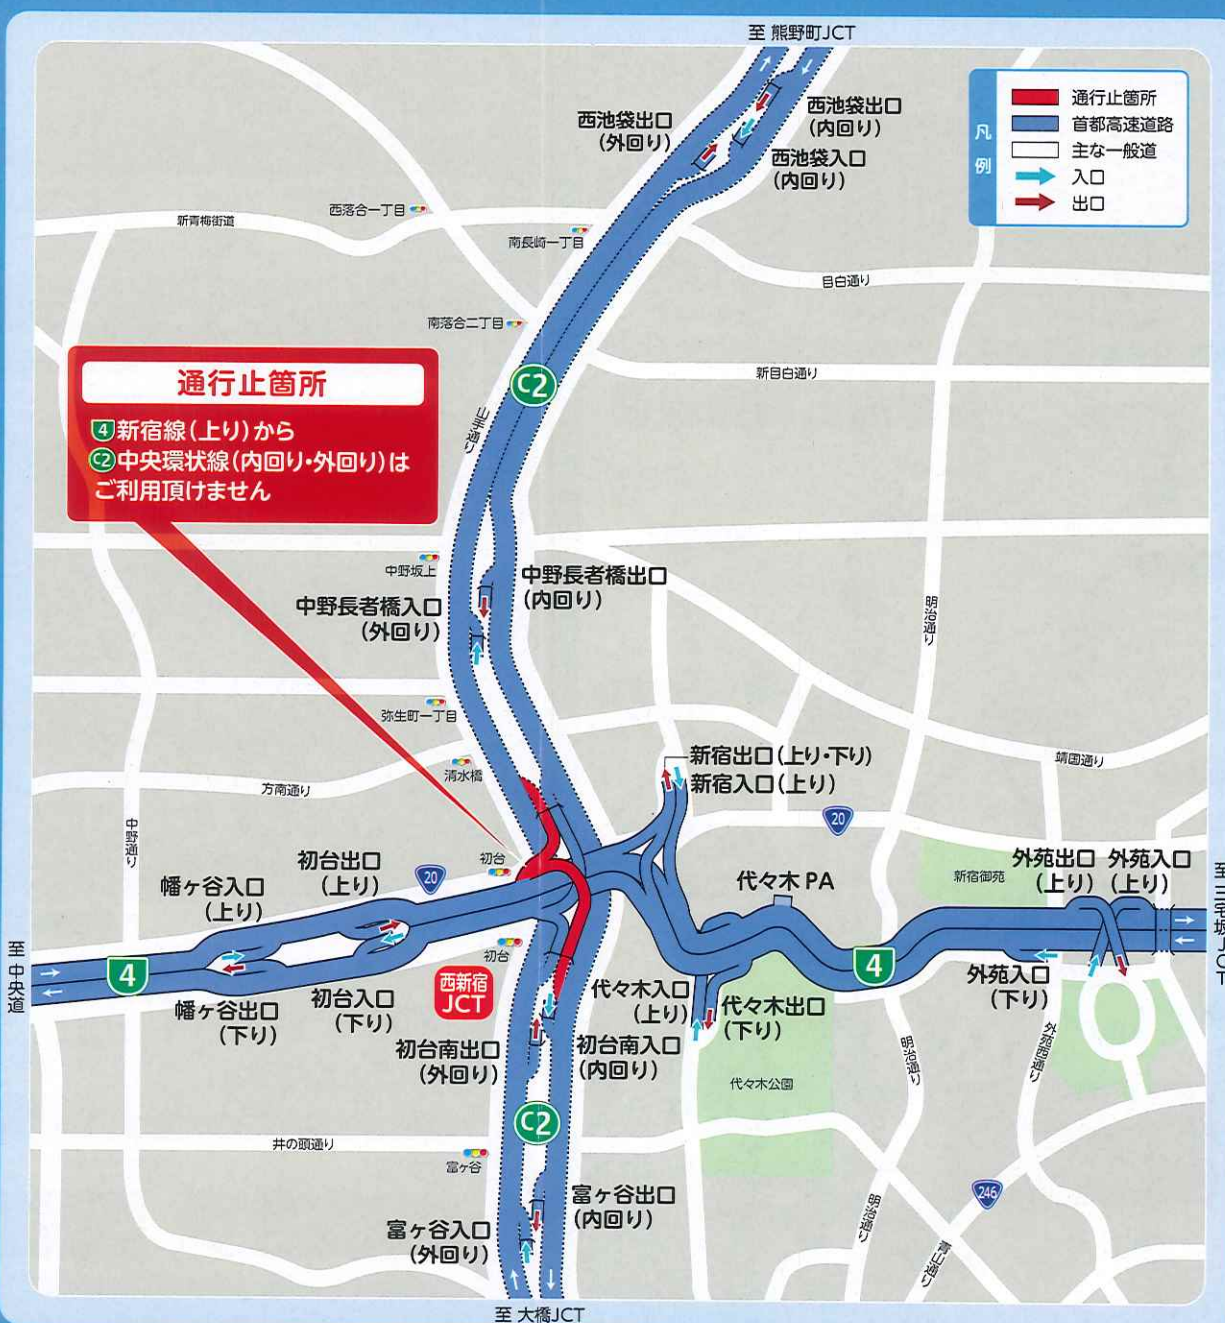 至 熊野町JCT
凡例
通行止箇所
首都高速道路
主な一般道
入口
出口
西池袋出口
(外回り)
西池袋出口
(内回り)
西池袋入口
(内回り)
西落合一丁目
新青梅街道
南長崎一丁目
目白通り
南落合二丁目
新目白通り
通行止箇所
4新宿線(上り)から
C2中央環状線(内回り・外回り)は
ご利用頂けません
C2
山手通り
中野坂上
中野長者橋出口
(内回り)
中野長者橋入口
(外回り)
明治通り
弥生町一丁目
清水橋
方南通り
中野通り
新宿出口(上り・下り)
新宿入口(上り)
靖国通り
20
初台
初台出口
(上り)
20
幡ヶ谷入口
(上り)
代々木 PA
新宿御苑
外苑出口
(上り)
外苑入口
(上り)
至 三宅坂JCT
至 中央道
4
初台
西新宿
JCT
4
幡ヶ谷出口
(下り)
初台入口
(下り)
代々木入口
(上り)
代々木出口
(下り)
外苑入口
(下り)
初台南出口
(外回り)
初台南入口
(内回り)
明治通り
外苑西通り
代々木公園
C2
井の頭通り
富ヶ谷
富ヶ谷出口
(内回り)
富ヶ谷入口
(外回り)
246
明治通り
青山通り
至 大橋JCT